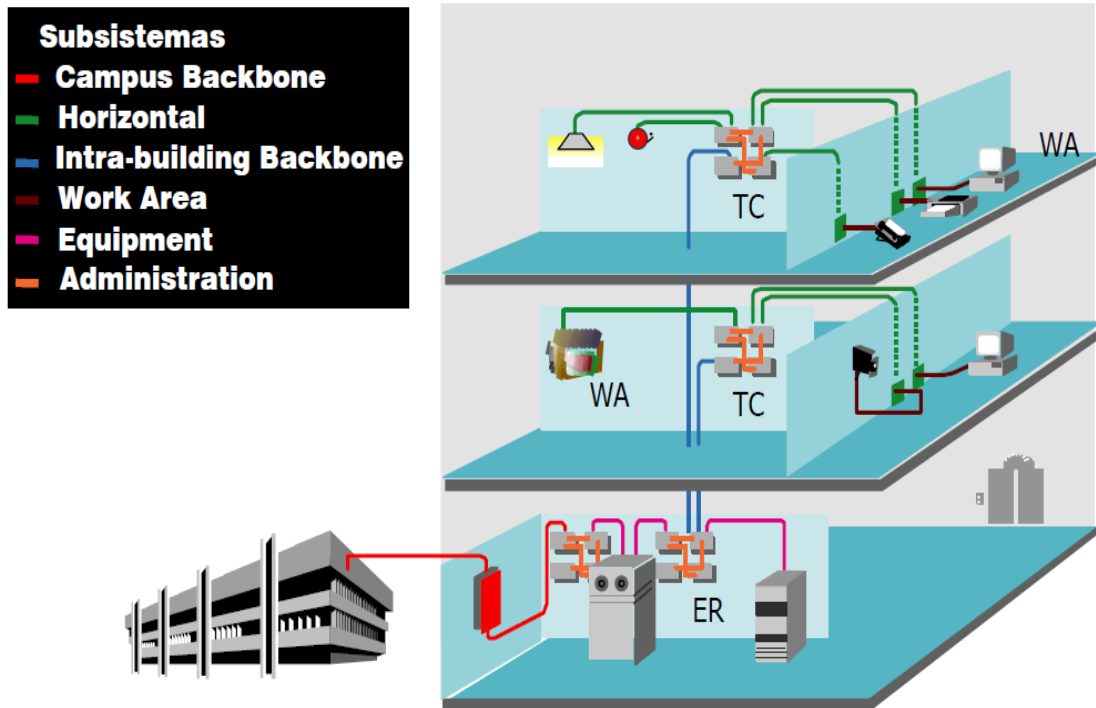 Subsistemas
Campus Backbone
Horizontal
Intra-building Backbone
Work Area
Equipment
Administration
WA
TC
WA
TC
ER